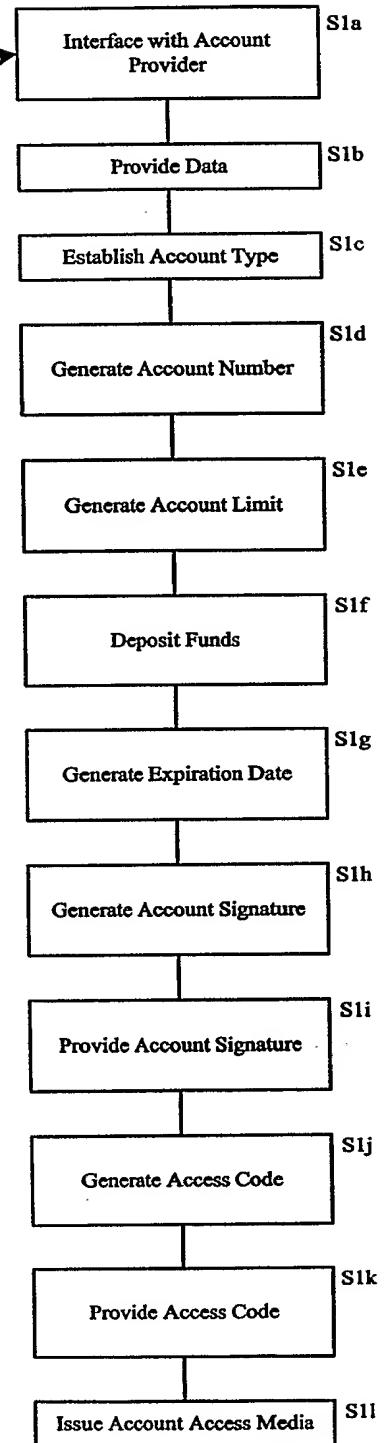 S1a
Interface with Account
Provider
S1b
Provide Data
S1c
Establish Account Type
S1d
Generate Account Number
S1e
Generate Account Limit
S1f
Deposit Funds
S1g
Generate Expiration Date
S1h
Generate Account Signature
S1i
Provide Account Signature
S1j
Generate Access Code
S1k
Provide Access Code
S1l
Issue Account Access Media